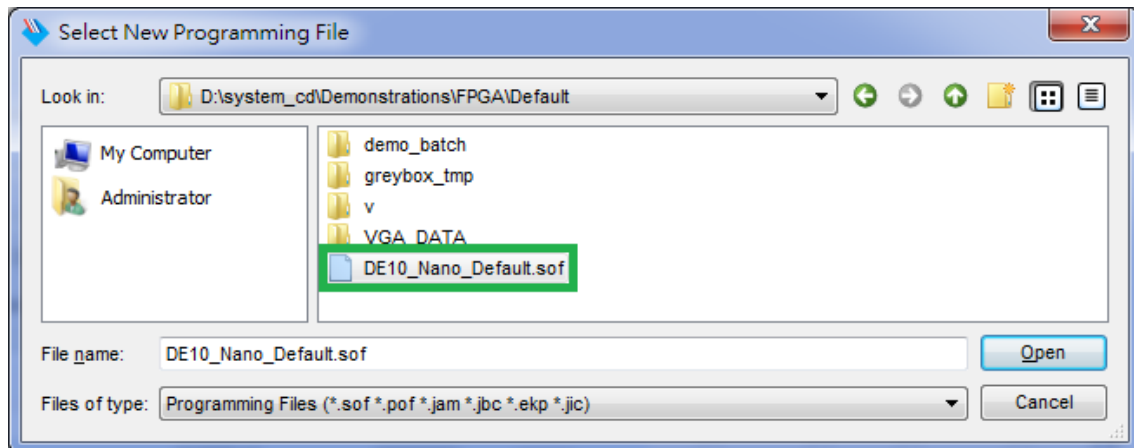 Select New Programming File
Look in: D:\system_cd\Demonstrations\FPGA\Default
My Computer
Administrator
demo_batch
greybox_tmp
v
VGA_DATA
DE10_Nano_Default.sof
File name: DE10_Nano_Default.sof Open
Files of type: Programming Files (*.sof *.pof *.jam *.jbc *.ekp *.jic) Cancel